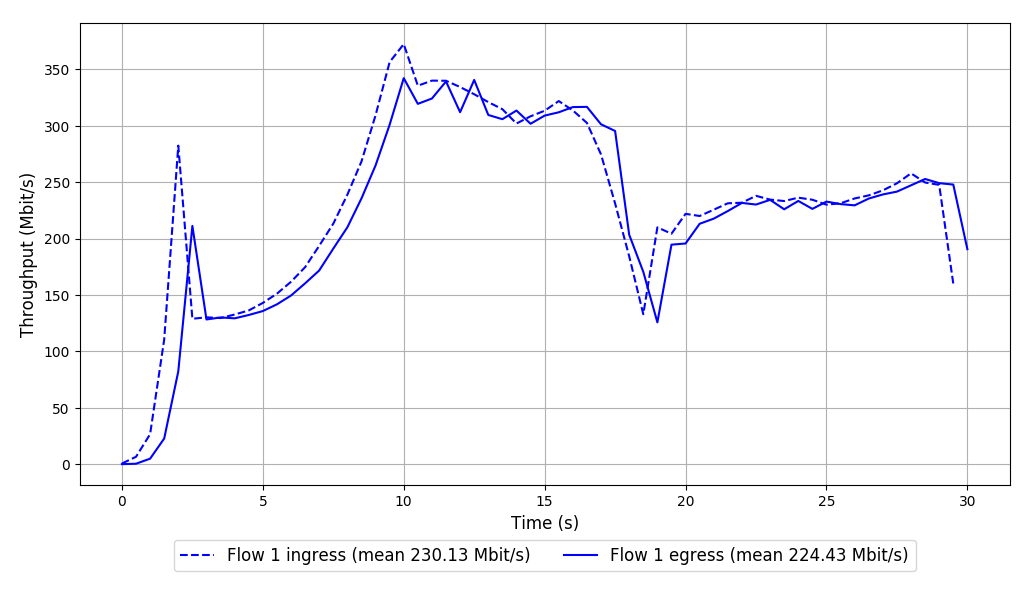 350
300
250
200
150
100
50
0
Throughput (Mbit/s)
0 5 10 15 20 25 30
Time (s)
Flow 1 ingress (mean 230.13 Mbit/s) Flow 1 egress (mean 224.43 Mbit/s)